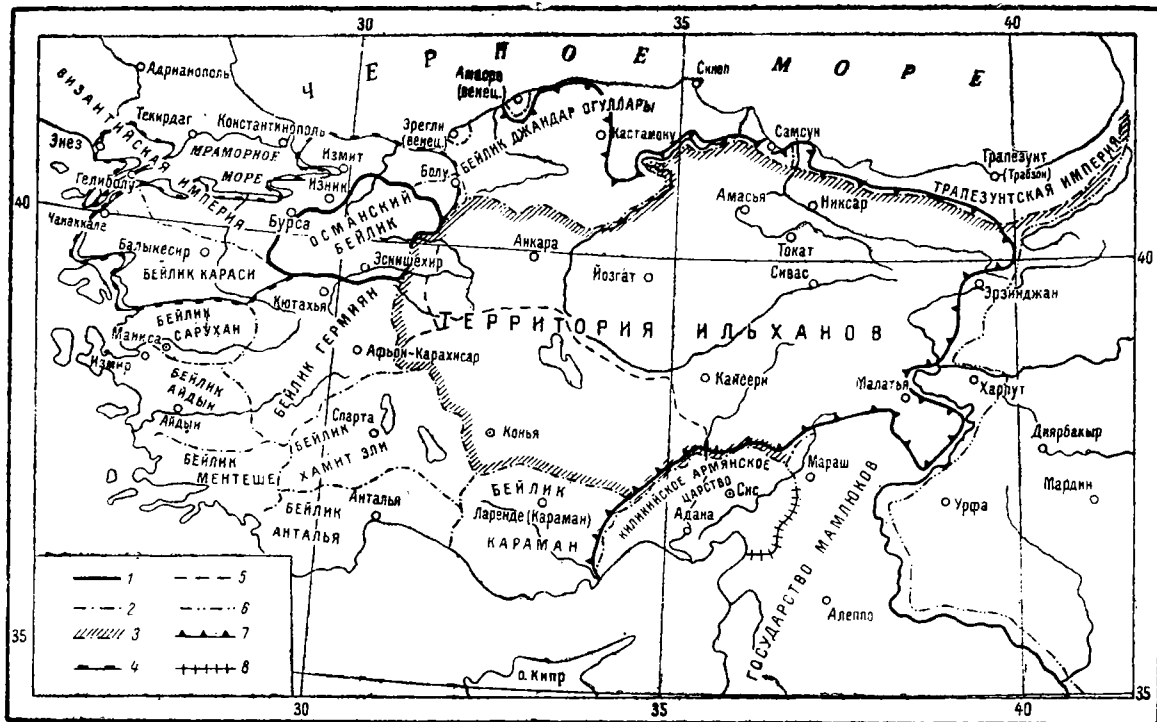 30
35
40
ЧЕРНОЕ МОРЕ
Адрианополь
ВИЗАНТИЙСКАЯ ИМПЕРИЯ
Текирдаг
Константинополь
Энез
МРАМОРНОЕ
МОРЕ
Измит
Изник
Гелиболу
Эрегли
(венец.)
(венец.)
Болу
БЕЙЛИК ДЖАНДАР ОГУЛЛАРЫ
Кастамону
Синоп
Самсун
Трапезунт
(Трабзон)
ТРАПЕЗУНТСКАЯ ИМПЕРИЯ
40
Чанаккале
Бурса
ОСМАНСКИЙ
БЕЙЛИК
Амасья
Никсар
Балыкесир
БЕЙЛИК КАРАСИ
Эскишехир
Анкара
Йозгат
Токат
Сивас
40
Эрзинджан
Кютахья
БЕЙЛИК
САРУХАН
Маниса
Измир
БЕЙЛИК ГЕРМИЯН
ТЕРРИТОРИЯ ИЛЬХАНОВ
Афьон-Карахисар
БЕЙЛИК
АЙДЫН
Айдын
Кайсери
Малатья
Харпут
Спарта
БЕЙЛИК
ХАМИТ ЭЛИ
Конья
Диярбакыр
БЕЙЛИК
МЕНТЕШЕ
Мараш
Мардин
КИЛИКИЙСКОЕ АРМЯНСКОЕ
ЦАРСТВО
Сис
Адана
Урфа
Анталья
БЕЙЛИК
АНТАЛЬЯ
БЕЙЛИК
Ларенде (Караман)
КАРАМАН
ГОСУДАРСТВО МАМЛЮКОВ
Алеппо
о. Кипр
1
2
3
4
5
6
7
8
35
30
35
40
35